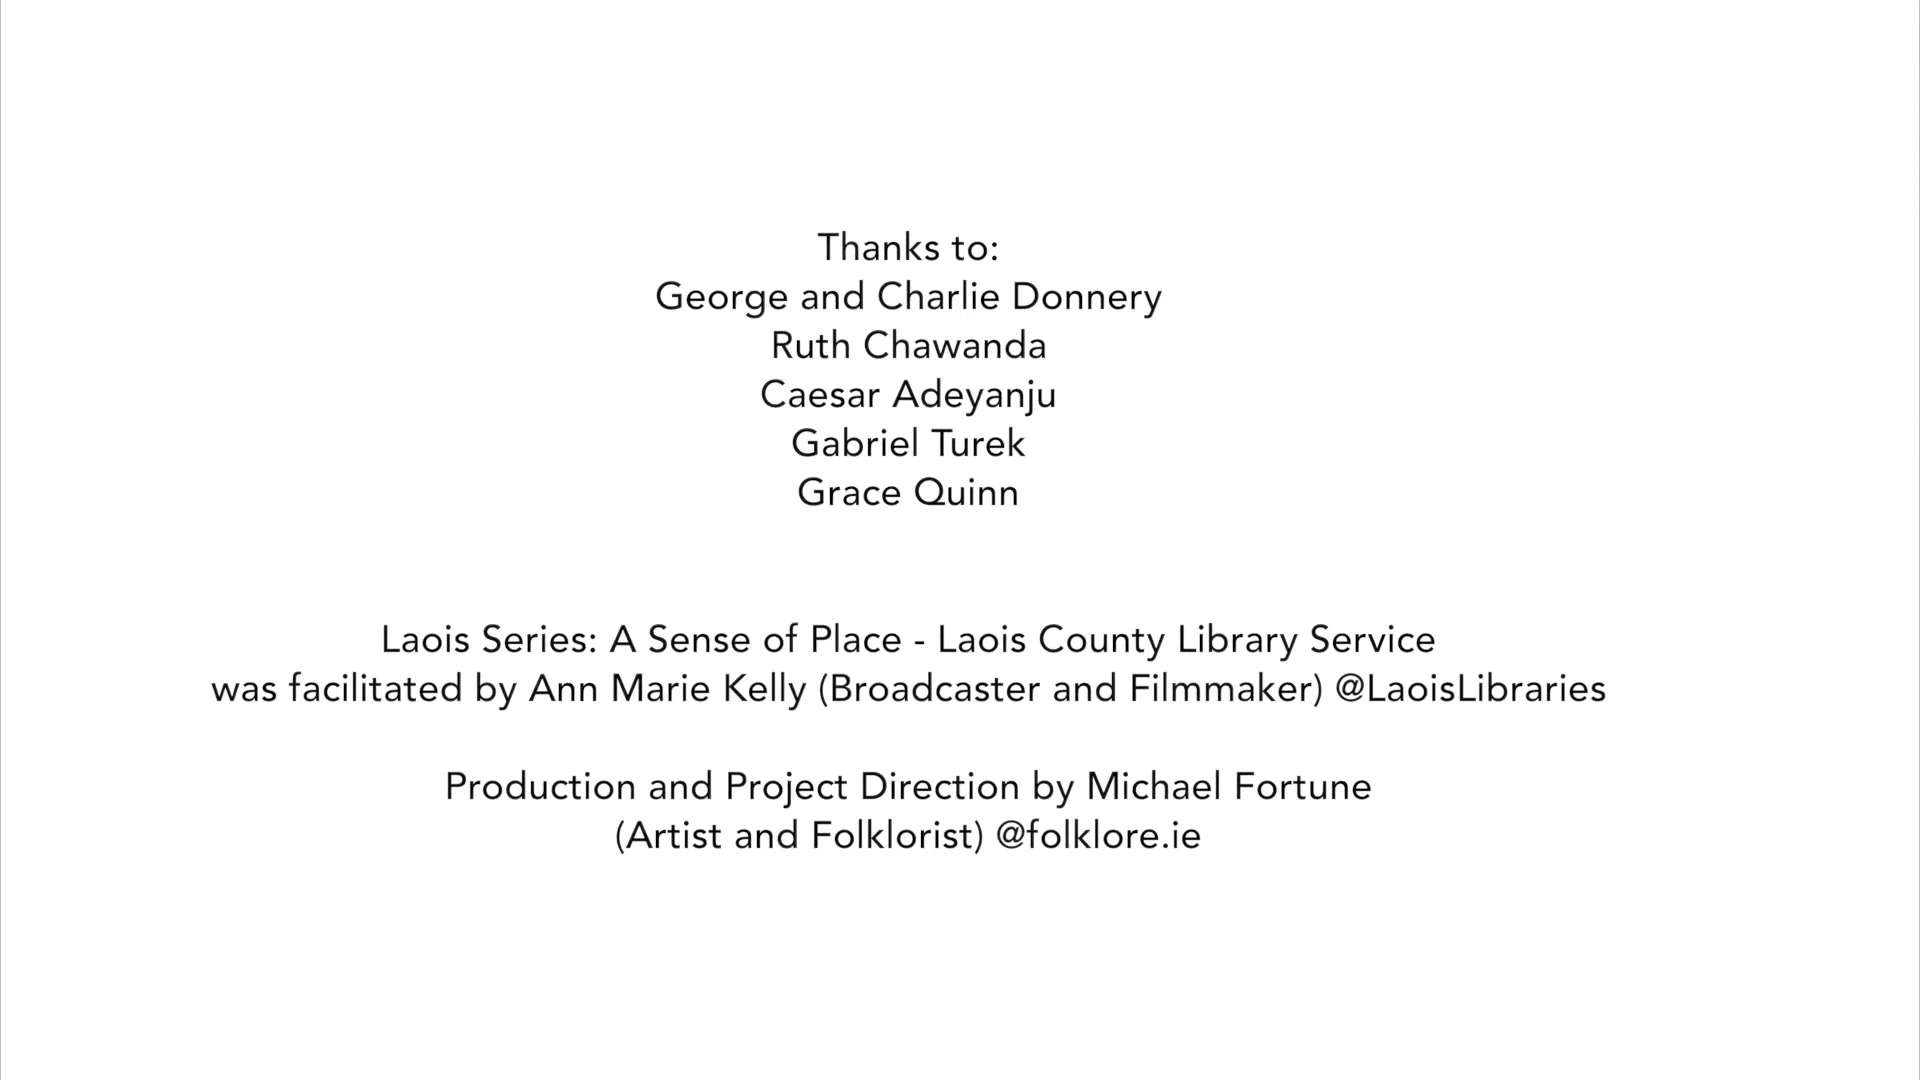 Thanks to:
George and Charlie Donnery
Ruth Chawanda
Caesar Adeyanju
Gabriel Turek
Grace Quinn
Laois Series: A Sense of Place - Laois County Library Service
was facilitated by Ann Marie Kelly (Broadcaster and Filmmaker) @LaoisLibraries
Production and Project Direction by Michael Fortune
(Artist and Folklorist) @folklore.ie